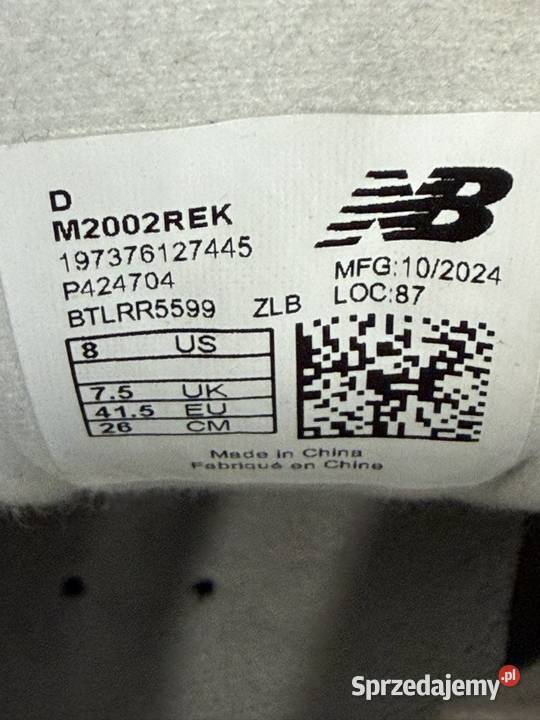 D
M2002REK
197376127445
P424704
BTLRR5599 ZLB
NB
MFG:10/2024
LOC:87
8 US
7.5 UK
41.5 EU
26 CM
Made in China
Fabriqué en Chine
Sprzedajemy.pl